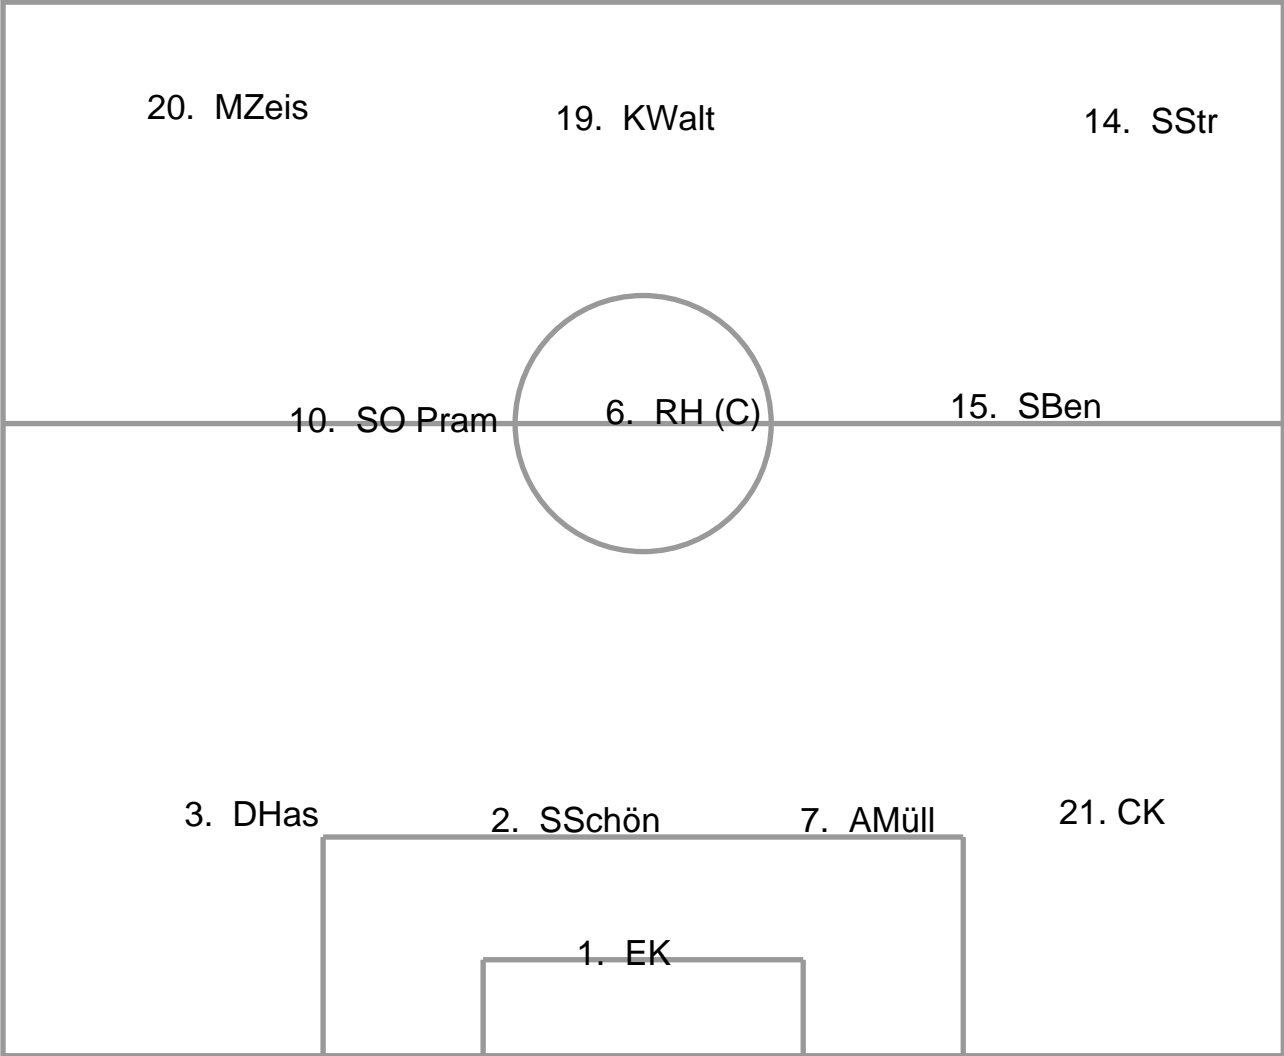 20.  MZeis
19.  KWalt
14.  SStr
10.  SO Pram
6.  RH (C)
15.  SBen
3.  DHas
2.  SSchön
7.  AMüll
21. CK
1.  EK